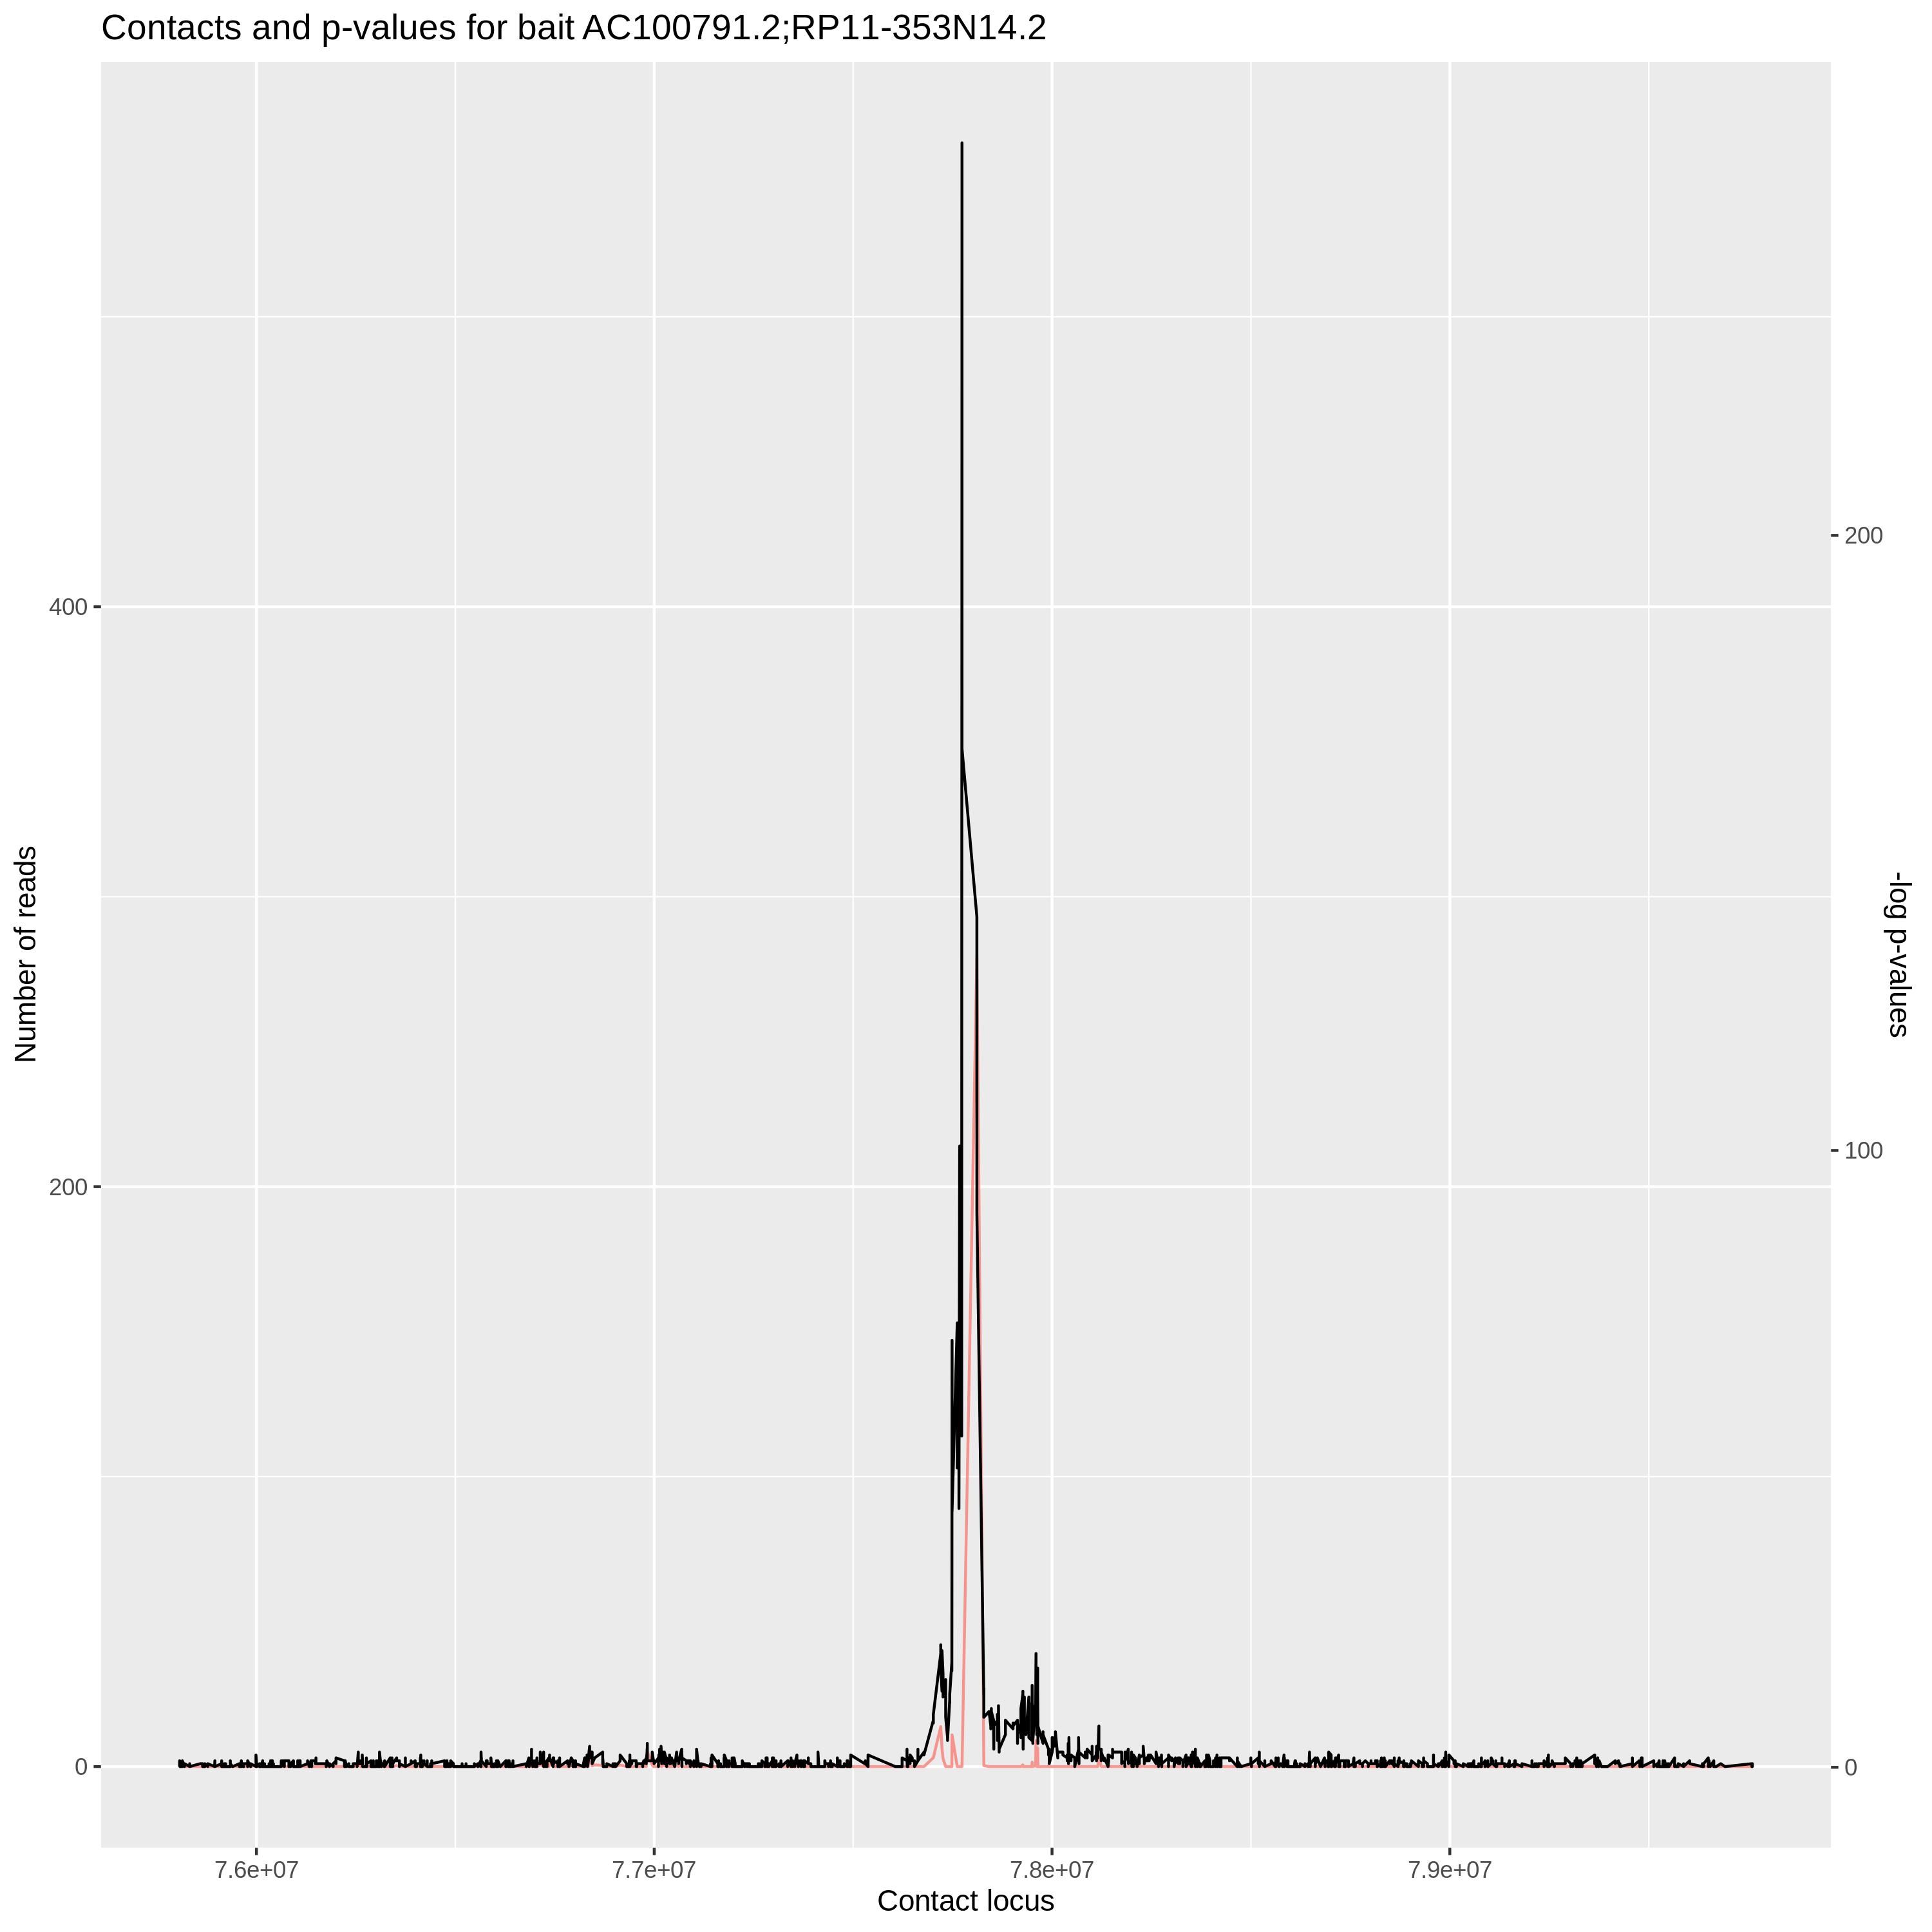 Contacts and p-values for bait AC100791.2;RP11-353N14.2
Number of reads
400
200
0
-log p-values
200
100
0
7.6e+07
7.7e+07
7.8e+07
7.9e+07
Contact locus